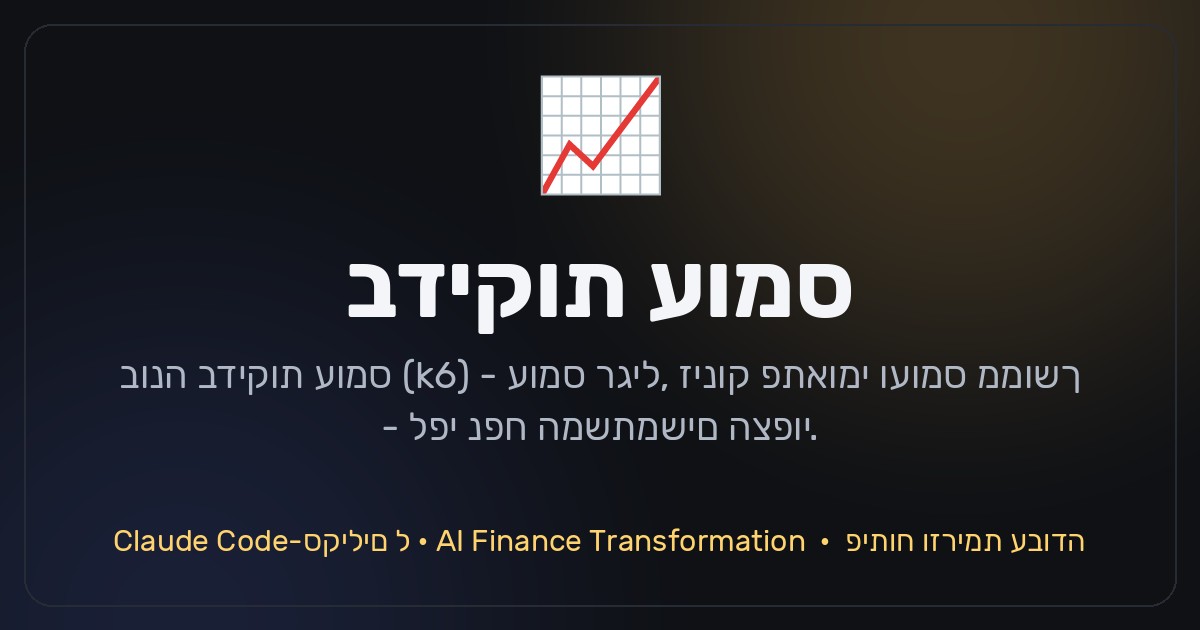 בדיקות עומס
בונה בדיקות עומס (k6) - עומס רגיל, זינוק פתאומי ועומס ממושך
- לפי נפח המשתמשים הצפוי.
Claude Code-סקילים ל • AI Finance Transformation • פיתוח וזרימת עבודה